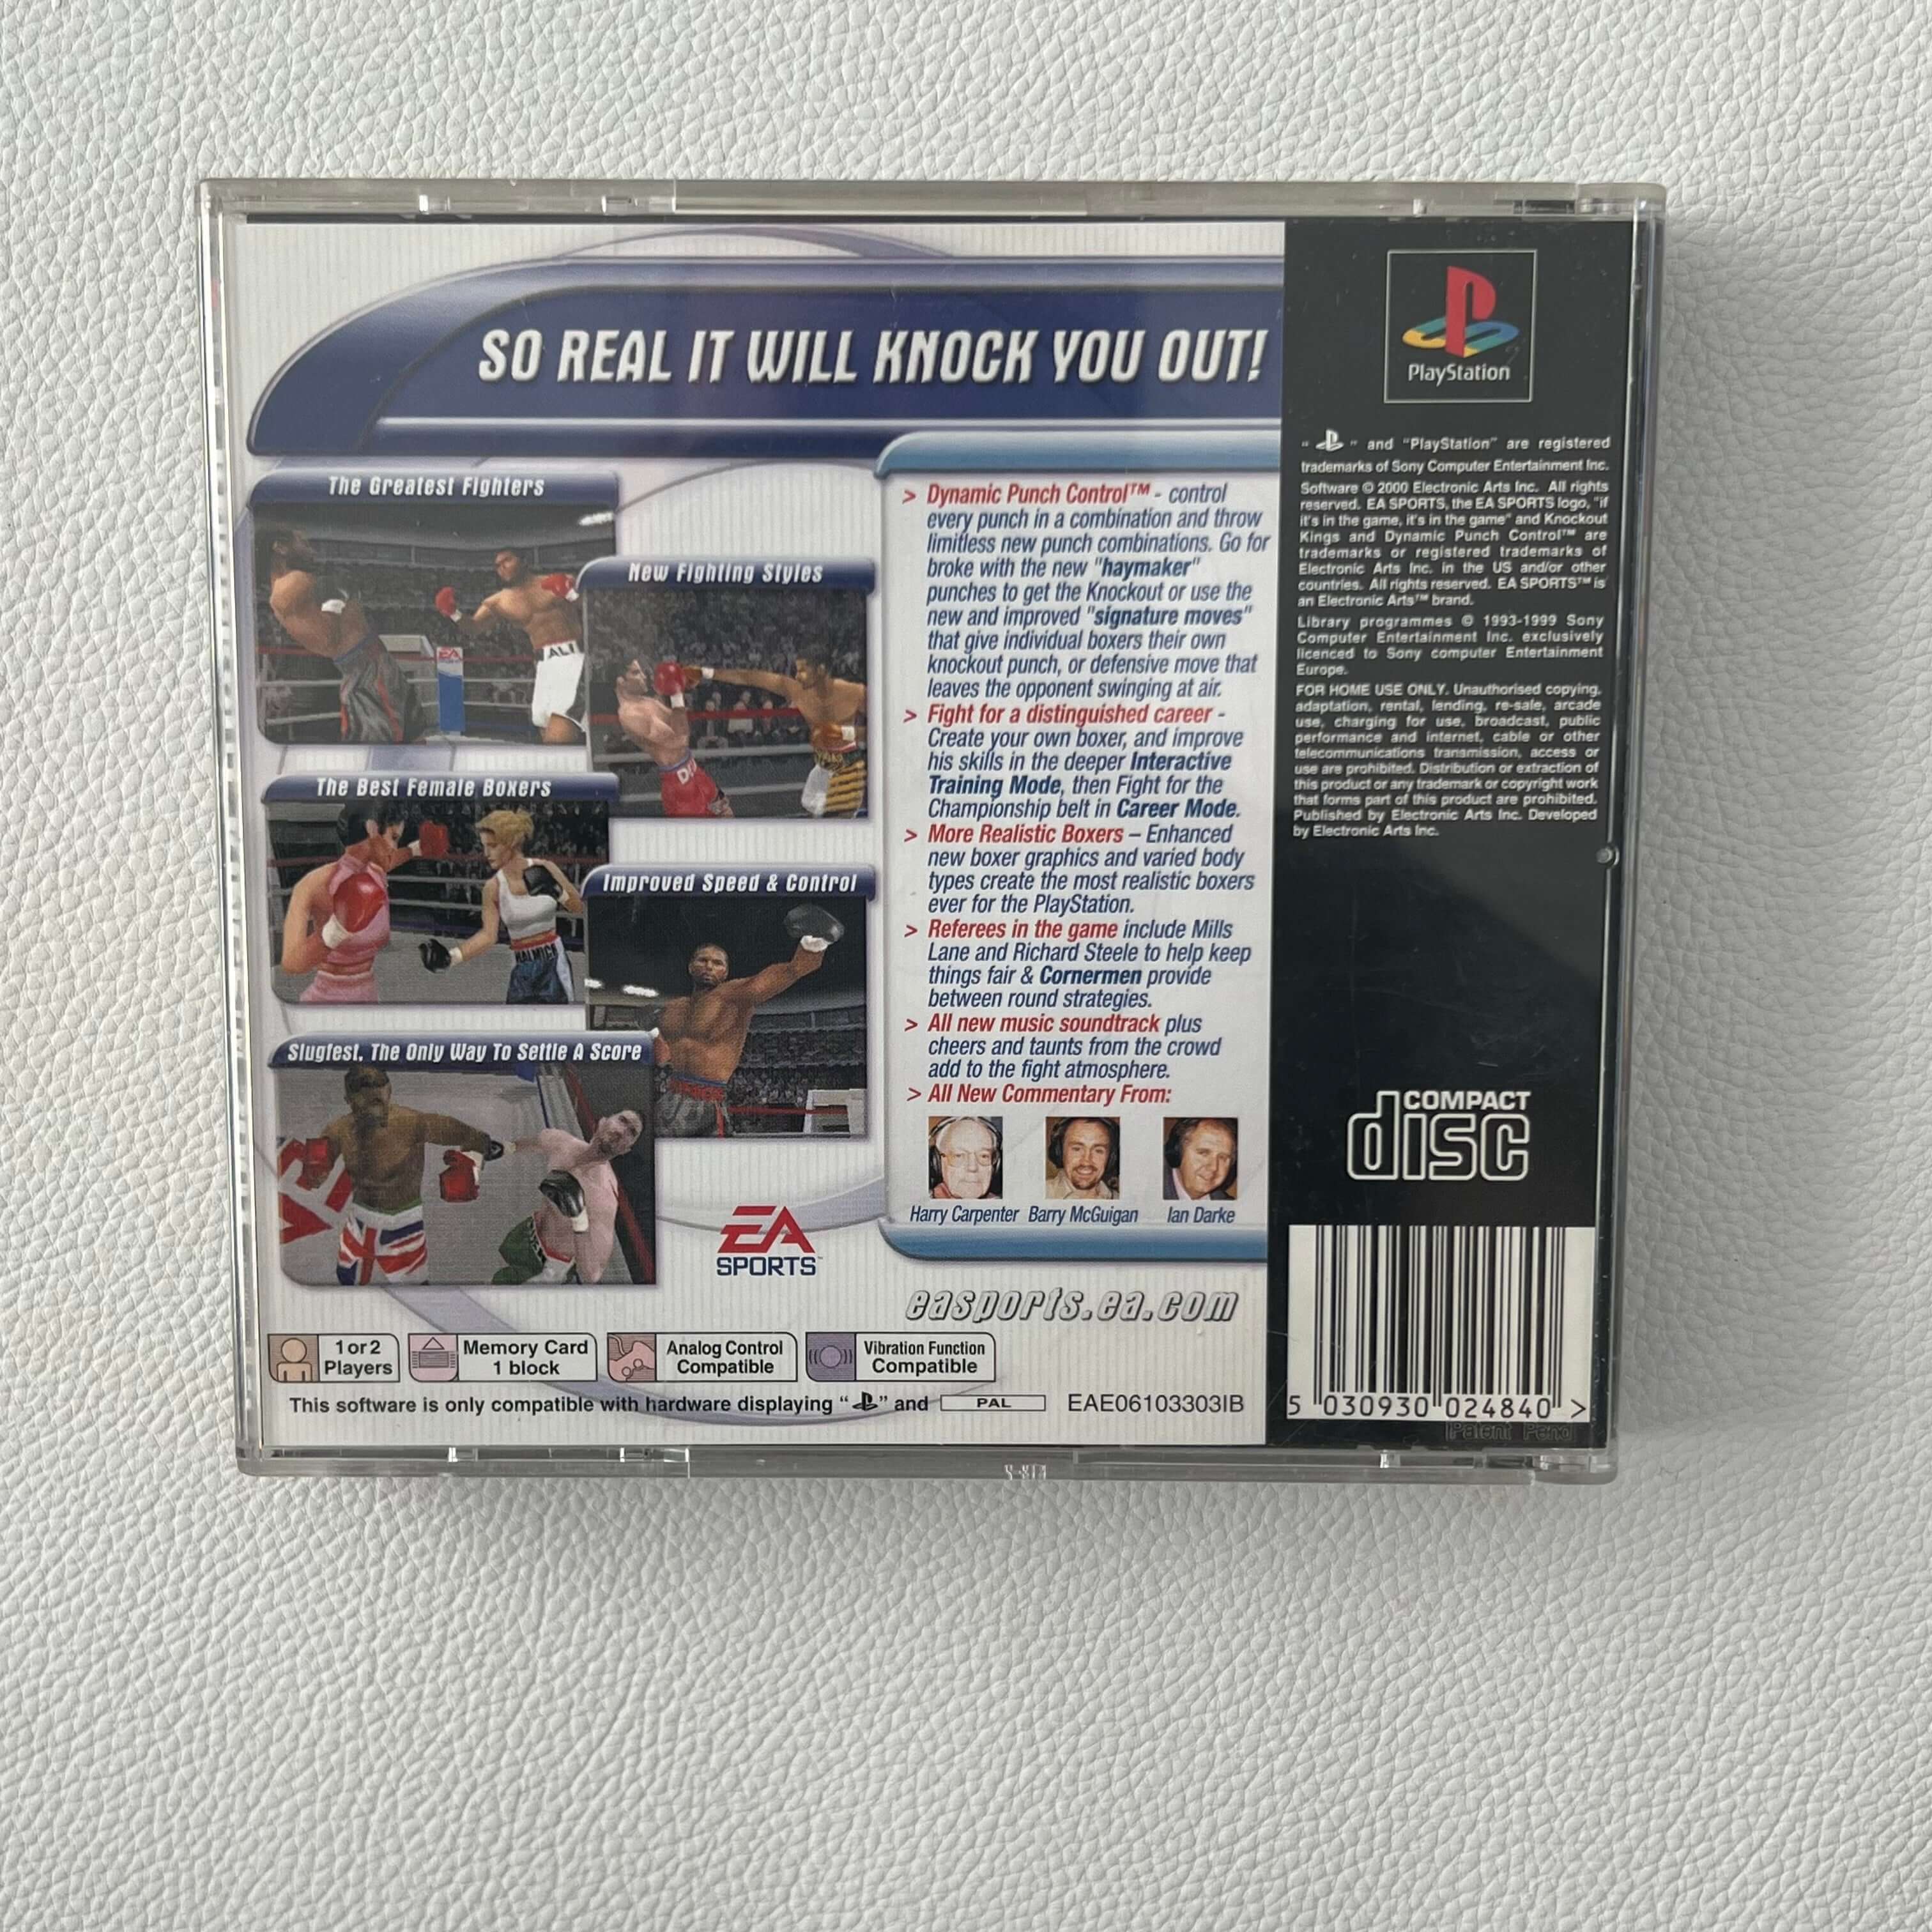 SO REAL IT WILL KNOCK YOU OUT!
The Greatest Fighters
ALI
EA
New Fighting Styles
The Best Female Boxers
Improved Speed & Control
Slugfest, The Only Way To Settle A Score
> Dynamic Punch Control™ - control
every punch in a combination and throw
limitless new punch combinations. Go for
broke with the new "haymaker"
punches to get the Knockout or use the
new and improved "signature moves"
that give individual boxers their own
knockout punch, or defensive move that
leaves the opponent swinging at air.
> Fight for a distinguished career -
Create your own boxer, and improve
his skills in the deeper Interactive
Training Mode, then Fight for the
Championship belt in Career Mode.
> More Realistic Boxers – Enhanced
new boxer graphics and varied body
types create the most realistic boxers
ever for the PlayStation.
> Referees in the game include Mills
Lane and Richard Steele to help keep
things fair & Cornermen provide
between round strategies.
> All new music soundtrack plus
cheers and taunts from the crowd
add to the fight atmosphere.
> All New Commentary From:
Harry Carpenter Barry McGuigan Ian Darke
EA
SPORTS™
easports.ea.com
1 or 2
Players
Memory Card
1 block
Analog Control
Compatible
Vibration Function
Compatible
This software is only compatible with hardware displaying " " and PAL EAE06103303IB
PlayStation
" " and "PlayStation" are registered
trademarks of Sony Computer Entertainment Inc.
Software © 2000 Electronic Arts Inc. All rights
reserved. EA SPORTS, the EA SPORTS logo, "if
it's in the game, it's in the game" and Knockout
Kings and Dynamic Punch Control™ are
trademarks or registered trademarks of
Electronic Arts Inc. in the US and/or other
countries. All rights reserved. EA SPORTS™ is
an Electronic Arts™ brand.
Library programmes © 1993-1999 Sony
Computer Entertainment Inc. exclusively
licenced to Sony computer Entertainment
Europe.
FOR HOME USE ONLY. Unauthorised copying,
adaptation, rental, lending, re-sale, arcade
use, charging for use, broadcast, public
performance and internet, cable or other
telecommunications transmission, access or
use are prohibited. Distribution or extraction of
this product or any trademark or copyright work
that forms part of this product are prohibited.
Published by Electronic Arts Inc. Developed
by Electronic Arts Inc.
COMPACT
disc
5 030930 024840 >
Patent Pend